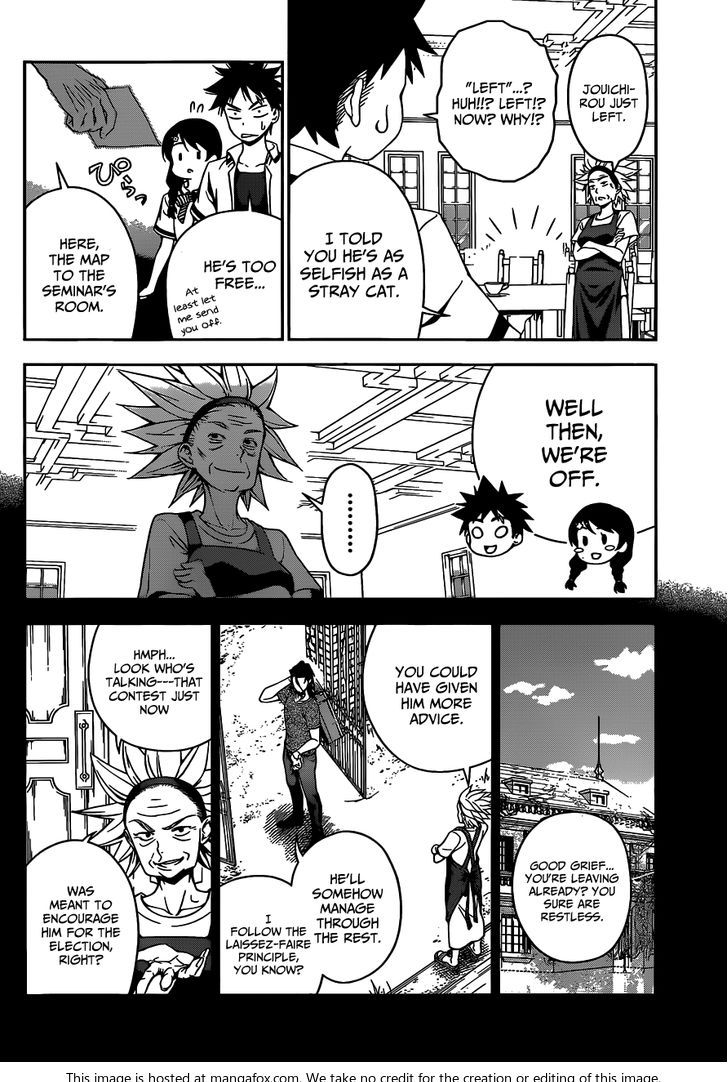 JOUICHI-
ROU JUST
LEFT.
"LEFT"...?
HUH!!? LEFT!?
NOW? WHY!?
I TOLD
YOU HE'S AS
SELFISH AS A
STRAY CAT.
HE'S TOO
FREE...
At
least let
me send
you off.
ぴらっ
HERE,
THE MAP
TO THE
SEMINAR'S
ROOM.
WELL
THEN,
WE'RE
OFF.
........
GOOD GRIEF...
YOU'RE LEAVING
ALREADY? YOU
SURE ARE
RESTLESS.
YOU COULD
HAVE GIVEN
HIM MORE
ADVICE.
HE'LL
SOMEHOW
MANAGE
THROUGH
THE REST.
I
FOLLOW THE
LAISSEZ-FAIRE
PRINCIPLE,
YOU KNOW?
HMPH...
LOOK WHO'S
TALKING---THAT
CONTEST JUST
NOW
WAS
MEANT TO
ENCOURAGE
HIM FOR THE
ELECTION,
RIGHT?
This image is hosted at mangafox.com. We take no credit for the creation or editing of this image.